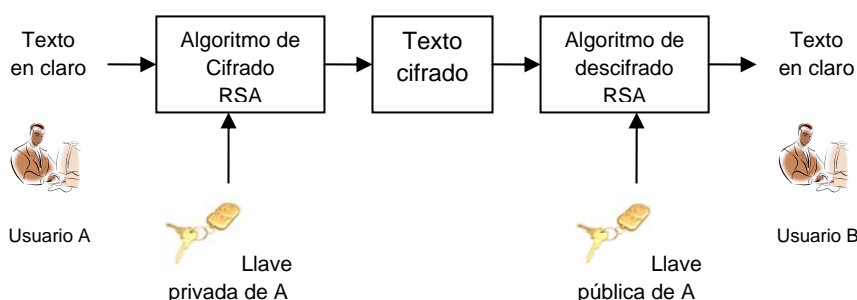 Texto
en claro
Algoritmo de
Cifrado
RSA
Texto
cifrado
Algoritmo de
descifrado
RSA
Texto
en claro
Usuario A
Llave
privada de A
Llave
pública de A
Usuario B